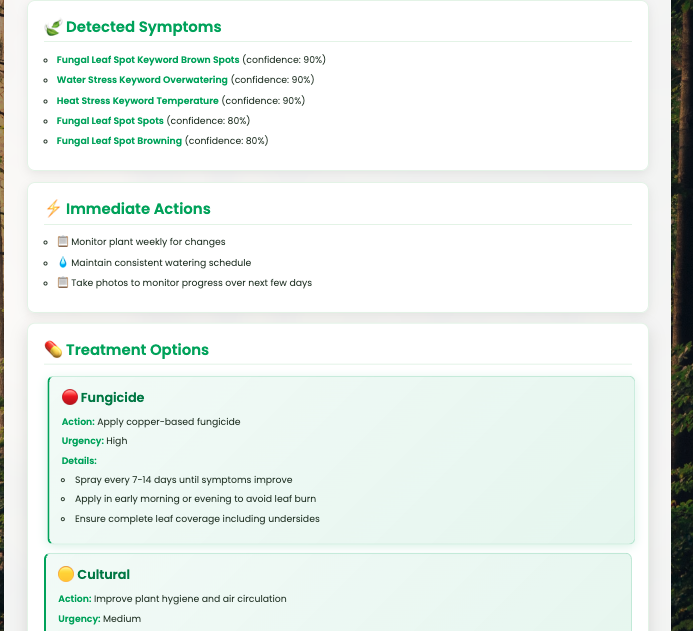 Detected Symptoms
Fungal Leaf Spot Keyword Brown Spots (confidence: 90%)
Water Stress Keyword Overwatering (confidence: 90%)
Heat Stress Keyword Temperature (confidence: 90%)
Fungal Leaf Spot Spots (confidence: 80%)
Fungal Leaf Spot Browning (confidence: 80%)
Immediate Actions
Monitor plant weekly for changes
Maintain consistent watering schedule
Take photos to monitor progress over next few days
Treatment Options
Fungicide
Action: Apply copper-based fungicide
Urgency: High
Details:
Spray every 7-14 days until symptoms improve
Apply in early morning or evening to avoid leaf burn
Ensure complete leaf coverage including undersides
Cultural
Action: Improve plant hygiene and air circulation
Urgency: Medium